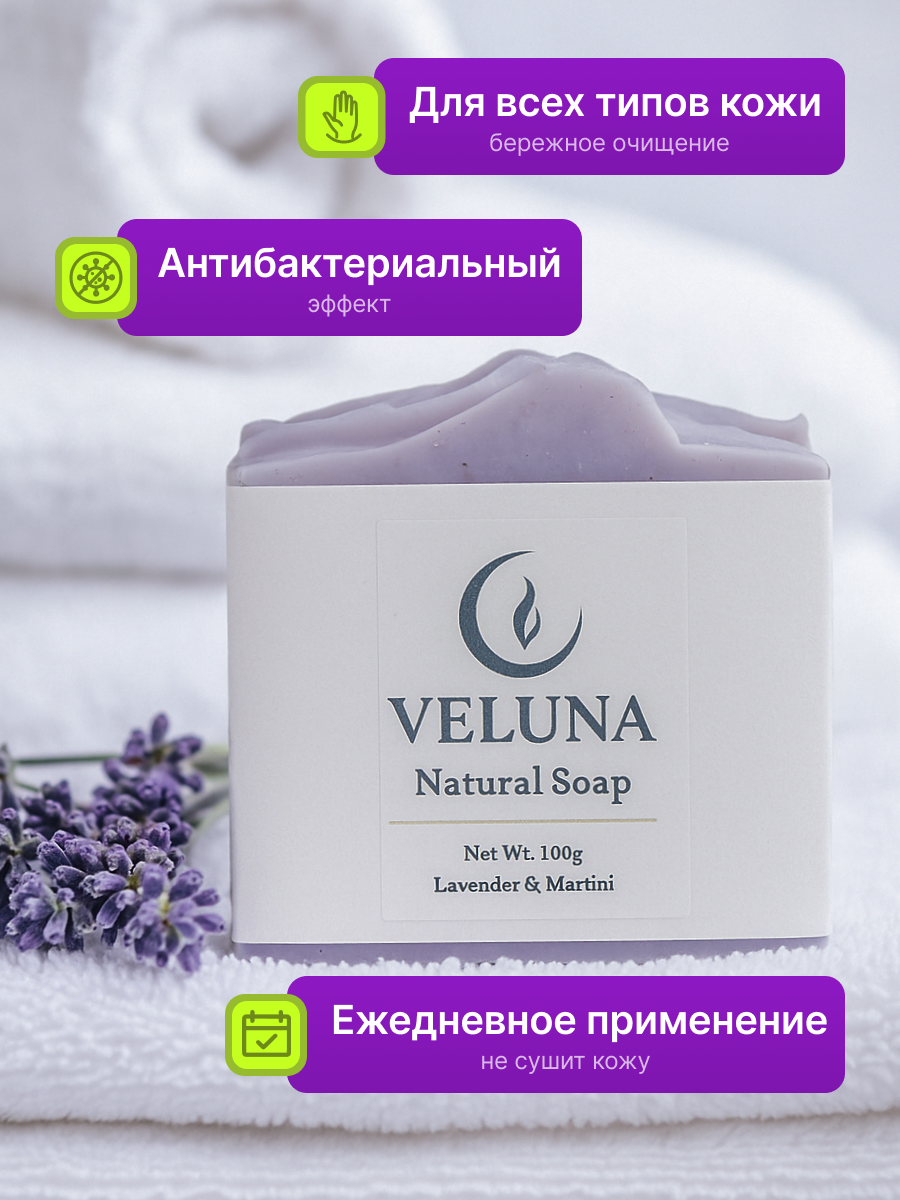 Для всех типов кожи
бережное очищение
Антибактериальный
эффект
VELUNA
Natural Soap
Net Wt. 100g
Lavender & Martini
Ежедневное применение
не сушит кожу